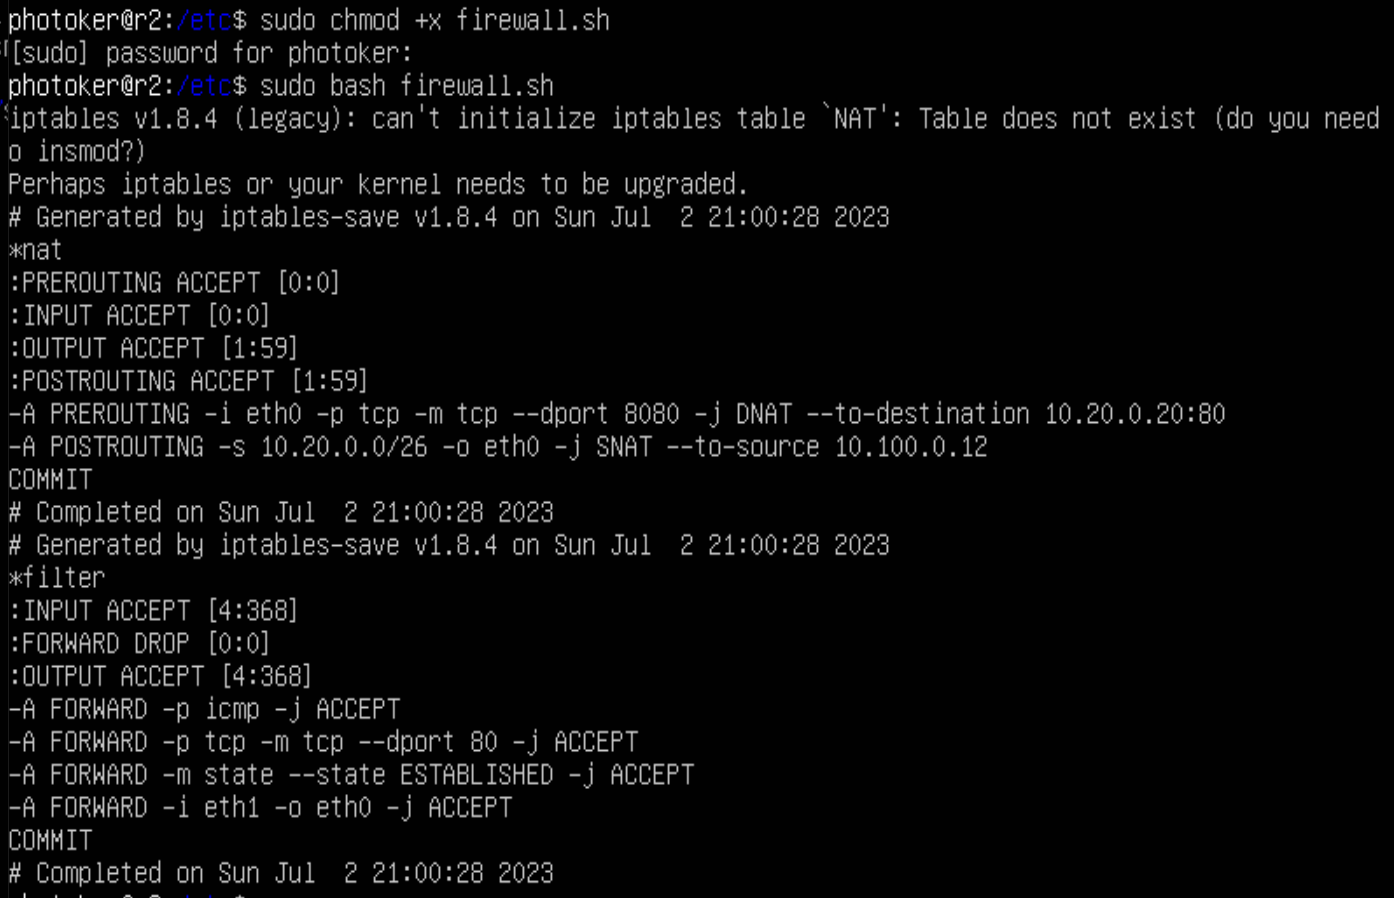 photoker@r2:/etc$ sudo chmod +x firewall.sh
[sudo] password for photoker:
photoker@r2:/etc$ sudo bash firewall.sh
iptables v1.8.4 (legacy): can't initialize iptables table `NAT': Table does not exist (do you need
o insmod?)
Perhaps iptables or your kernel needs to be upgraded.
# Generated by iptables-save v1.8.4 on Sun Jul  2 21:00:28 2023
*nat
:PREROUTING ACCEPT [0:0]
:INPUT ACCEPT [0:0]
:OUTPUT ACCEPT [1:59]
:POSTROUTING ACCEPT [1:59]
-A PREROUTING -i eth0 -p tcp -m tcp --dport 8080 -j DNAT --to-destination 10.20.0.20:80
-A POSTROUTING -s 10.20.0.0/26 -o eth0 -j SNAT --to-source 10.100.0.12
COMMIT
# Completed on Sun Jul  2 21:00:28 2023
# Generated by iptables-save v1.8.4 on Sun Jul  2 21:00:28 2023
*filter
:INPUT ACCEPT [4:368]
:FORWARD DROP [0:0]
:OUTPUT ACCEPT [4:368]
-A FORWARD -p icmp -j ACCEPT
-A FORWARD -p tcp -m tcp --dport 80 -j ACCEPT
-A FORWARD -m state --state ESTABLISHED -j ACCEPT
-A FORWARD -i eth1 -o eth0 -j ACCEPT
COMMIT
# Completed on Sun Jul  2 21:00:28 2023